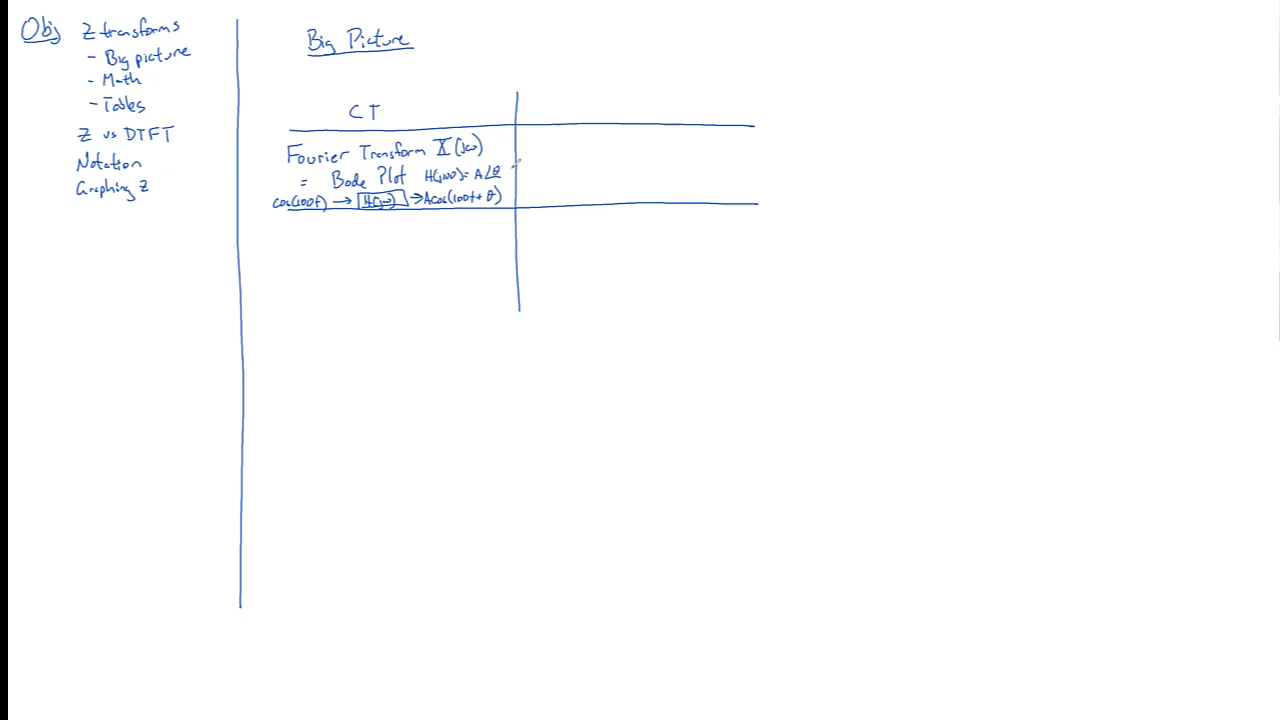 Obj Z transforms
- Big picture
- Math
- Tables
Z vs DTFT
Notation
Graphing Z
Big Picture
CT
Fourier Transform X(jω)
= Bode Plot H(j100) = A∠θ
cos(100t) → H(jω) → Acos(100t + θ)